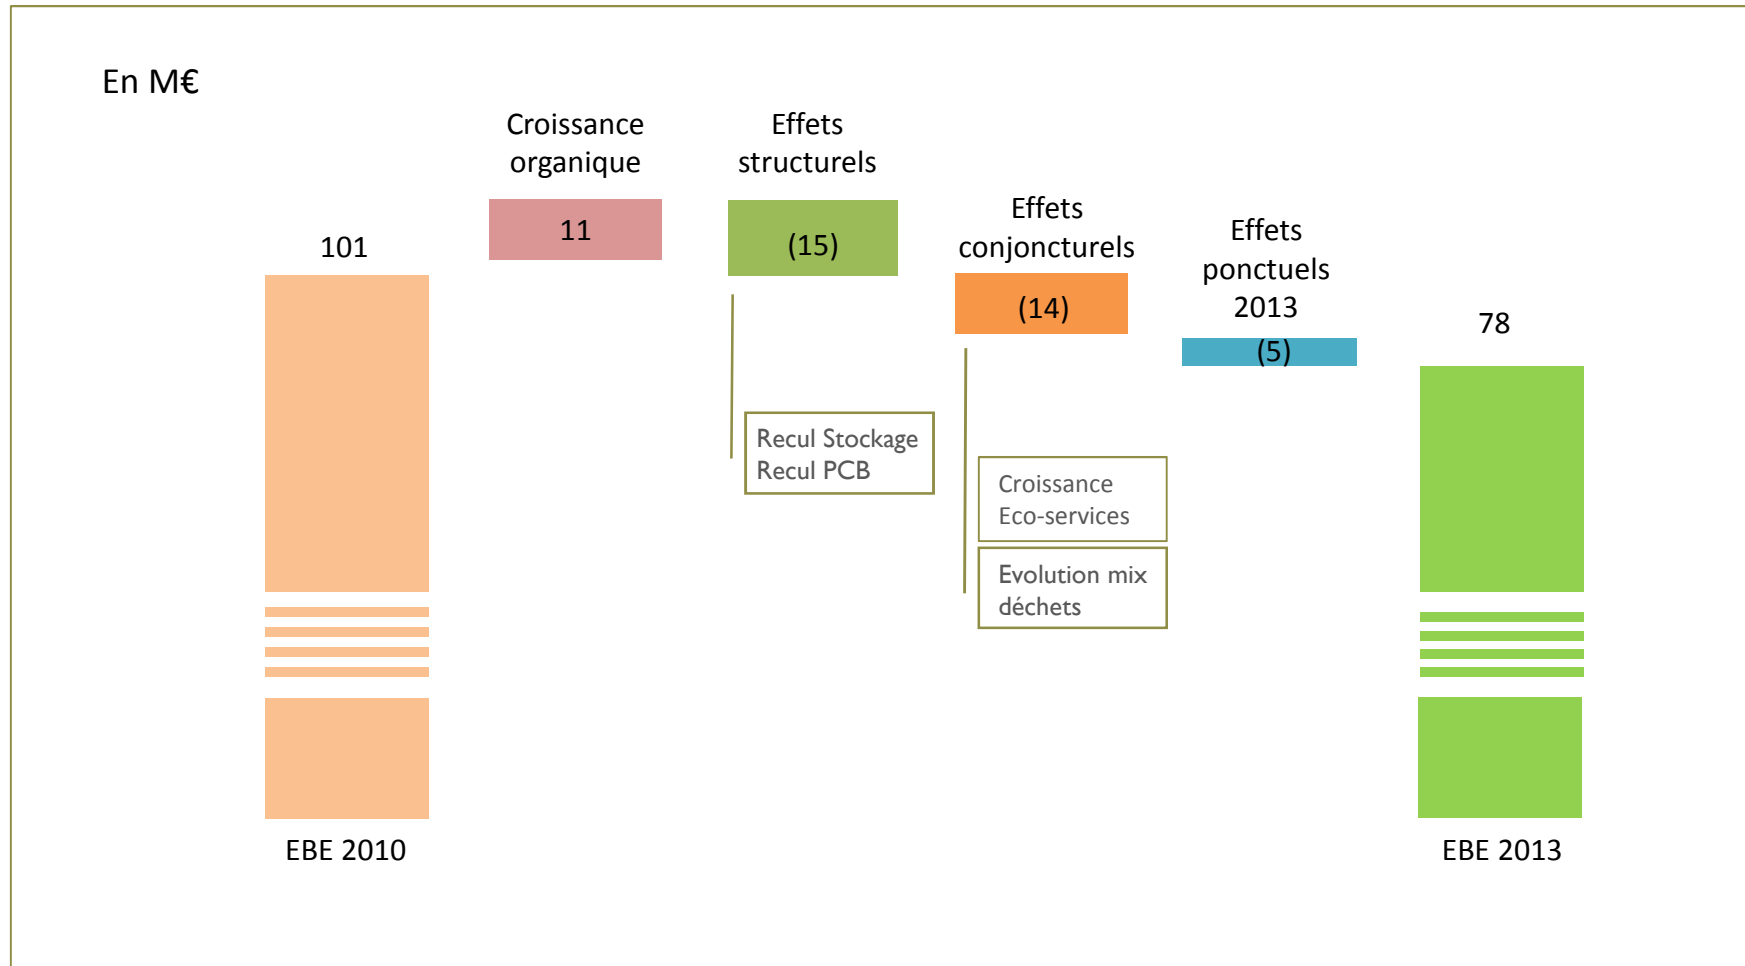 En M€
Croissance
organique
Effets
structurels
Effets
conjoncturels
Effets
ponctuels
2013
101
11
(15)
(14)
(5)
78
Recul Stockage
Recul PCB
Croissance
Eco-services
Evolution mix
déchets
EBE 2010
EBE 2013